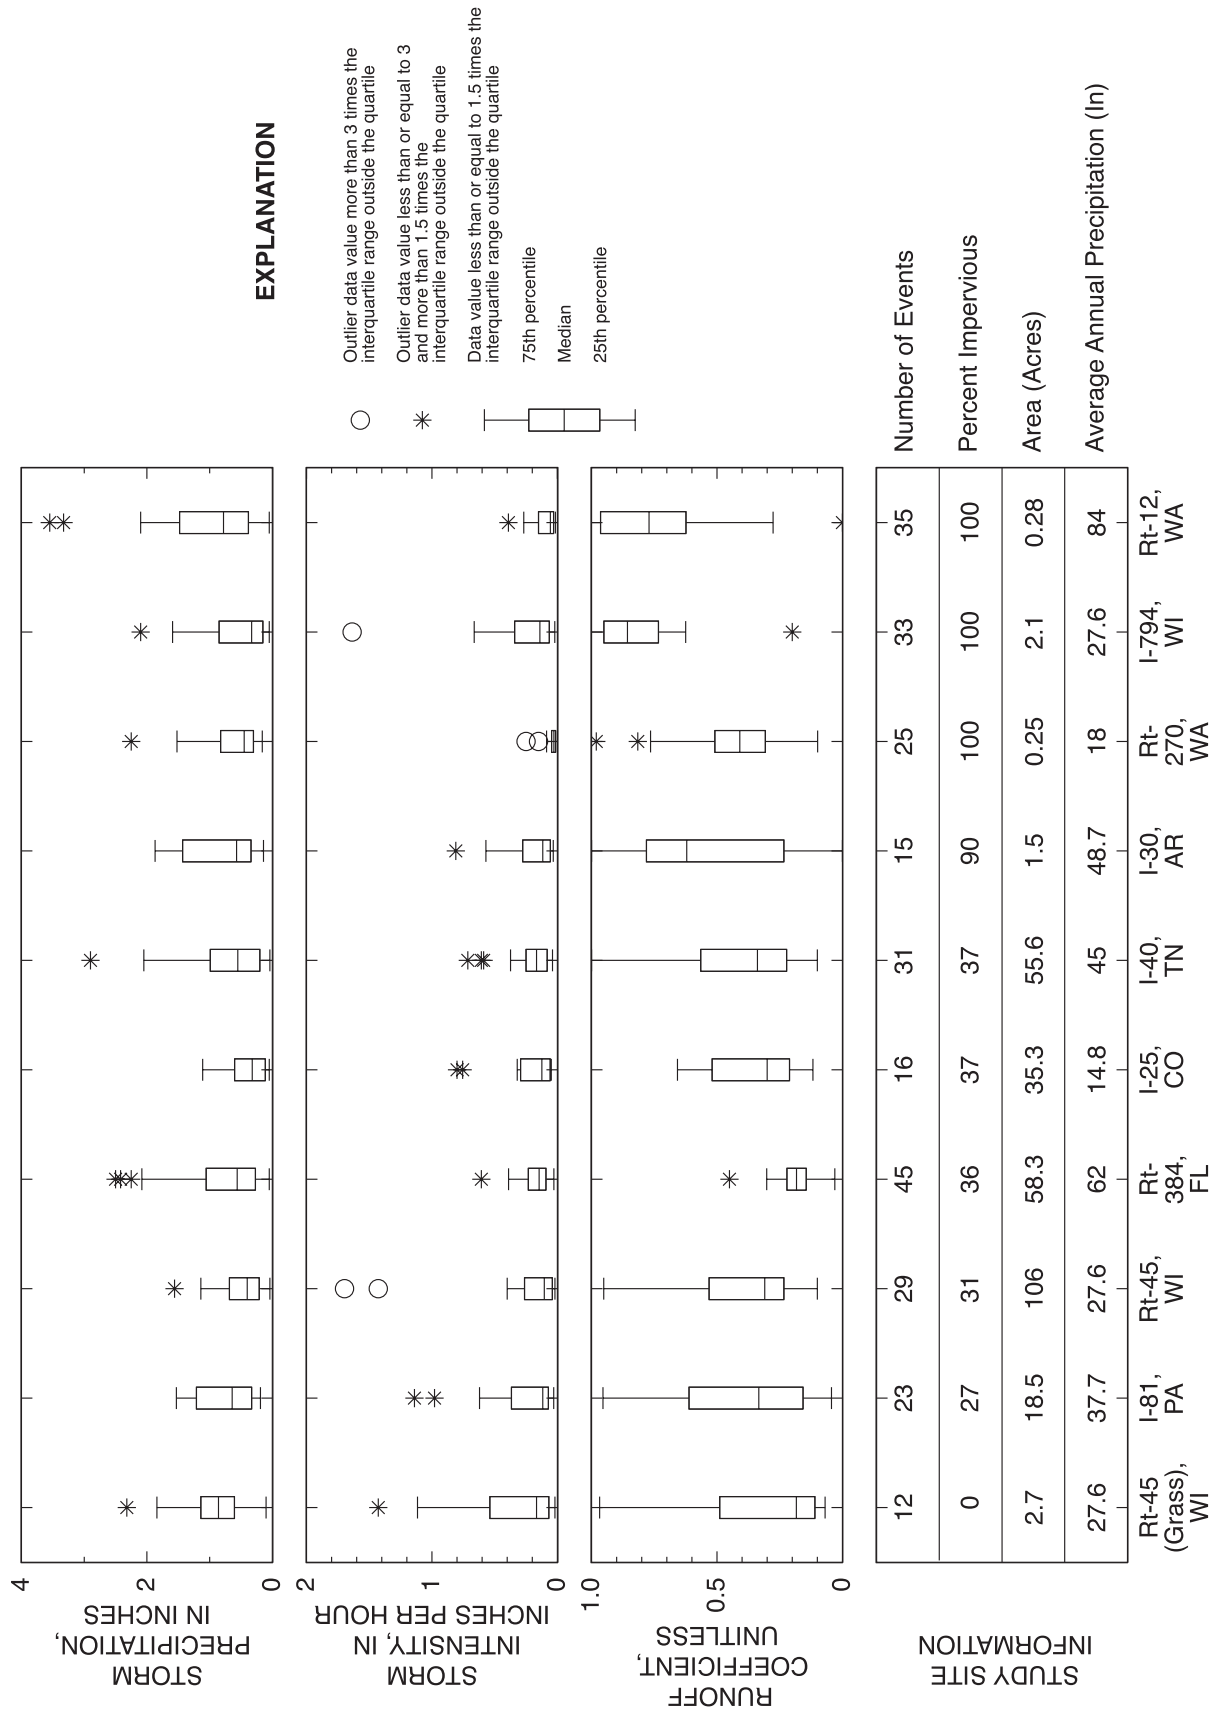 STORM
PRECIPITATION,
IN INCHES
4
2
0
STORM
INTENSITY, IN
INCHES PER HOUR
2
1
0
RUNOFF
COEFFICIENT,
UNITLESS
1.0
0.5
0
STUDY SITE
INFORMATION
12 23 29 45 16 31 15 25 33 35 Number of Events
0 27 31 36 37 37 90 100 100 100 Percent Impervious
2.7 18.5 106 58.3 35.3 55.6 1.5 0.25 2.1 0.28 Area (Acres)
27.6 37.7 27.6 62 14.8 45 48.7 18 27.6 84 Average Annual Precipitation (In)
Rt-45
(Grass),
WI
I-81,
PA
Rt-45,
WI
Rt-
384,
FL
I-25,
CO
I-40,
TN
I-30,
AR
Rt-
270,
WA
I-794,
WI
Rt-12,
WA
EXPLANATION
Outlier data value more than 3 times the
interquartile range outside the quartile
Outlier data value less than or equal to 3
and more than 1.5 times the
interquartile range outside the quartile
Data value less than or equal to 1.5 times the
interquartile range outside the quartile
75th percentile
Median
25th percentile